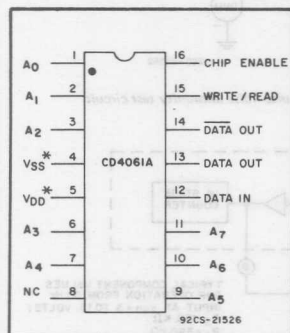 1 16
A0 CHIP ENABLE
2 15
A1 WRITE/READ
3 14
A2 DATA OUT
4 13
VSS* CD4061A DATA OUT
5 12
VDD* DATA IN
6 11
A3 A7
7 10
A4 A6
8 9
NC A5
92CS-21526